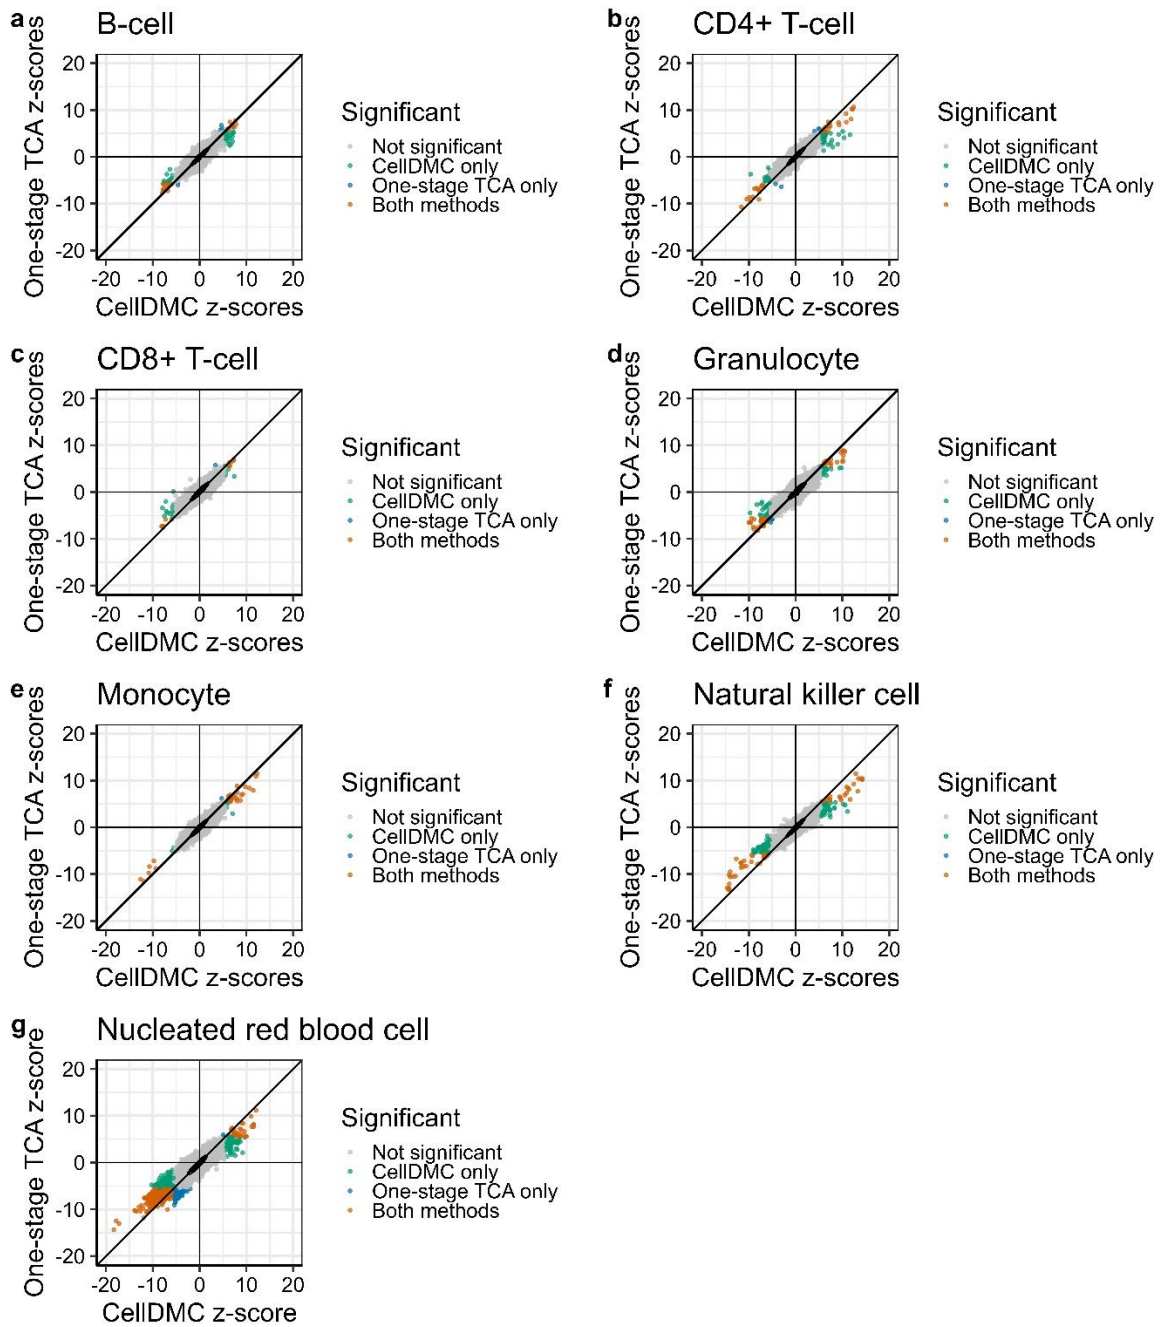 a B-cell
One-stage TCA z-scores
20
10
0
-10
-20
-20 -10 0 10 20
CellDMC z-scores
Significant
Not significant
CellDMC only
One-stage TCA only
Both methods
b CD4+ T-cell
One-stage TCA z-scores
20
10
0
-10
-20
-20 -10 0 10 20
CellDMC z-scores
Significant
Not significant
CellDMC only
One-stage TCA only
Both methods
c CD8+ T-cell
One-stage TCA z-scores
20
10
0
-10
-20
-20 -10 0 10 20
CellDMC z-scores
Significant
Not significant
CellDMC only
One-stage TCA only
Both methods
d Granulocyte
One-stage TCA z-scores
20
10
0
-10
-20
-20 -10 0 10 20
CellDMC z-scores
Significant
Not significant
CellDMC only
One-stage TCA only
Both methods
e Monocyte
One-stage TCA z-scores
20
10
0
-10
-20
-20 -10 0 10 20
CellDMC z-scores
Significant
Not significant
CellDMC only
One-stage TCA only
Both methods
f Natural killer cell
One-stage TCA z-scores
20
10
0
-10
-20
-20 -10 0 10 20
CellDMC z-scores
Significant
Not significant
CellDMC only
One-stage TCA only
Both methods
g Nucleated red blood cell
One-stage TCA z-score
20
10
0
-10
-20
-20 -10 0 10 20
CellDMC z-score
Significant
Not significant
CellDMC only
One-stage TCA only
Both methods